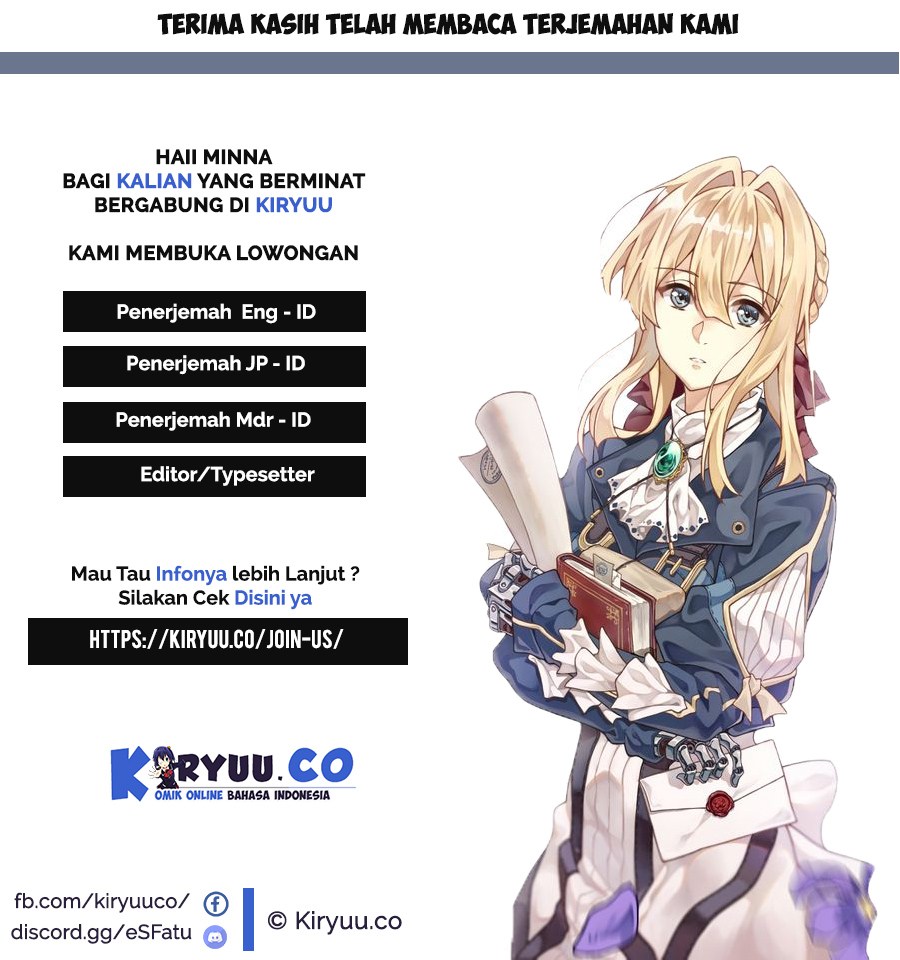 TERIMA KASIH TELAH MEMBACA TERJEMAHAN KAMI
HAII MINNA
BAGI KALIAN YANG BERMINAT
BERGABUNG DI KIRYUU
KAMI MEMBUKA LOWONGAN
Penerjemah Eng - ID
Penerjemah JP - ID
Penerjemah Mdr - ID
Editor/Typesetter
Mau Tau Infonya lebih Lanjut ?
Silakan Cek Disini ya
HTTPS://KIRYUU.CO/JOIN-US/
KIRYUU.CO
OMIK ONLINE BAHASA INDONESIA
fb.com/kiryuuco/
discord.gg/eSFatu
© Kiryuu.co